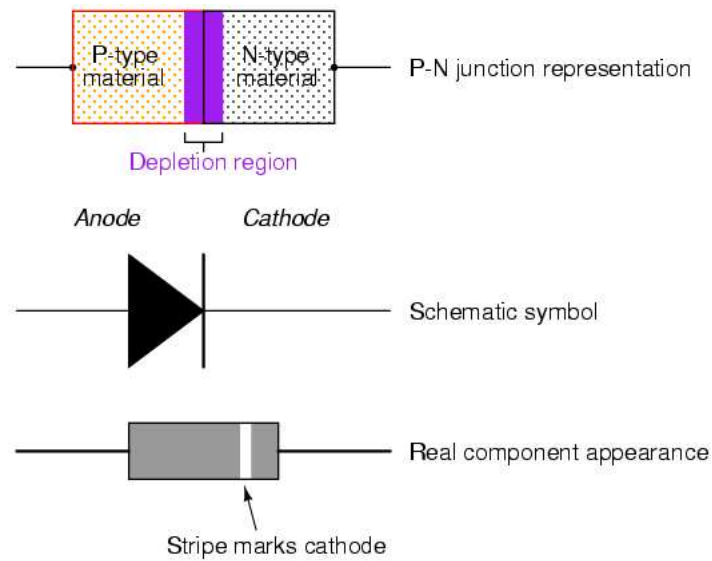 P-type
material
N-type
material
P-N junction representation
Depletion region
Anode
Cathode
Schematic symbol
Real component appearance
Stripe marks cathode